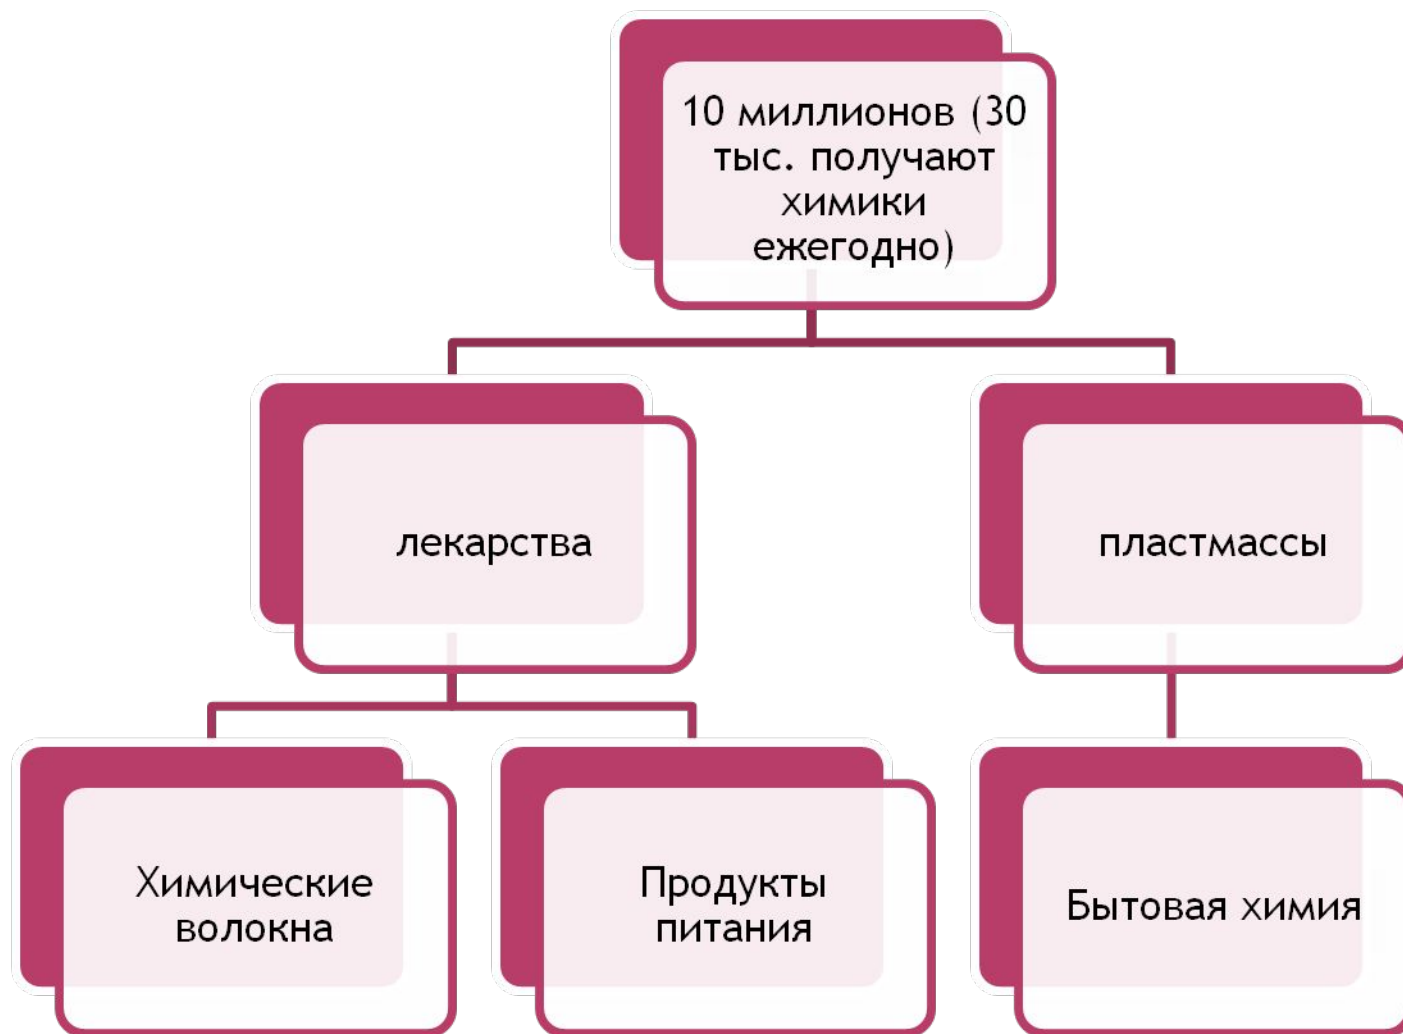 10 миллионов (30
тыс. получают
химики
ежегодно)
лекарства
пластмассы
Химические
волокна
Продукты
питания
Бытовая химия